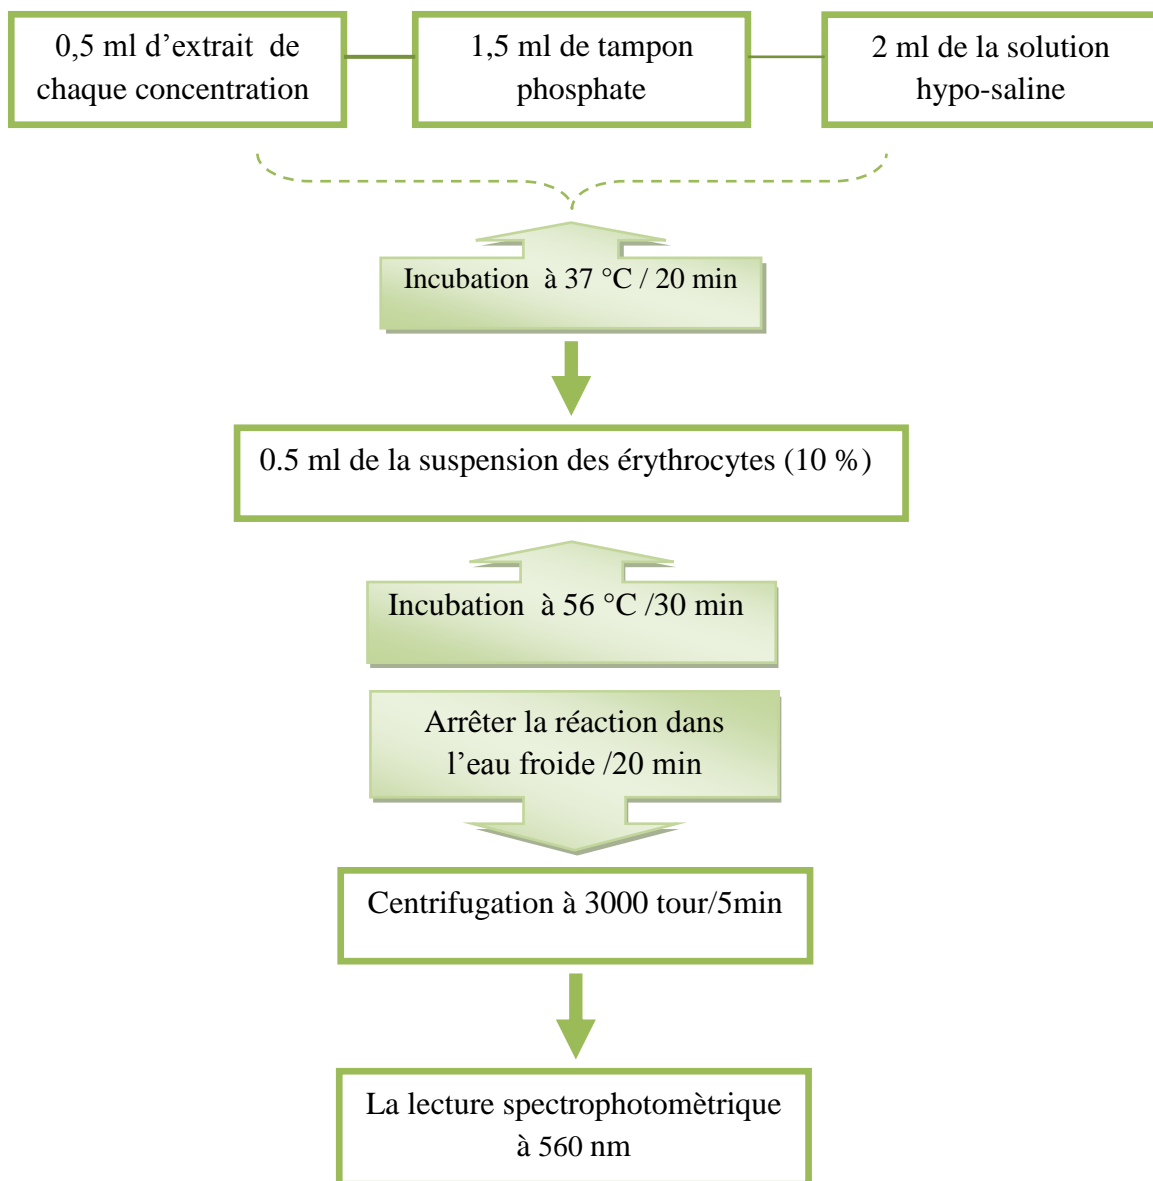 0,5 ml d’extrait de
chaque concentration
1,5 ml de tampon
phosphate
2 ml de la solution
hypo-saline
Incubation à 37 °C / 20 min
0.5 ml de la suspension des érythrocytes (10 %)
Incubation à 56 °C /30 min
Arrêter la réaction dans
l’eau froide /20 min
Centrifugation à 3000 tour/5min
La lecture spectrophotomètrique
à 560 nm